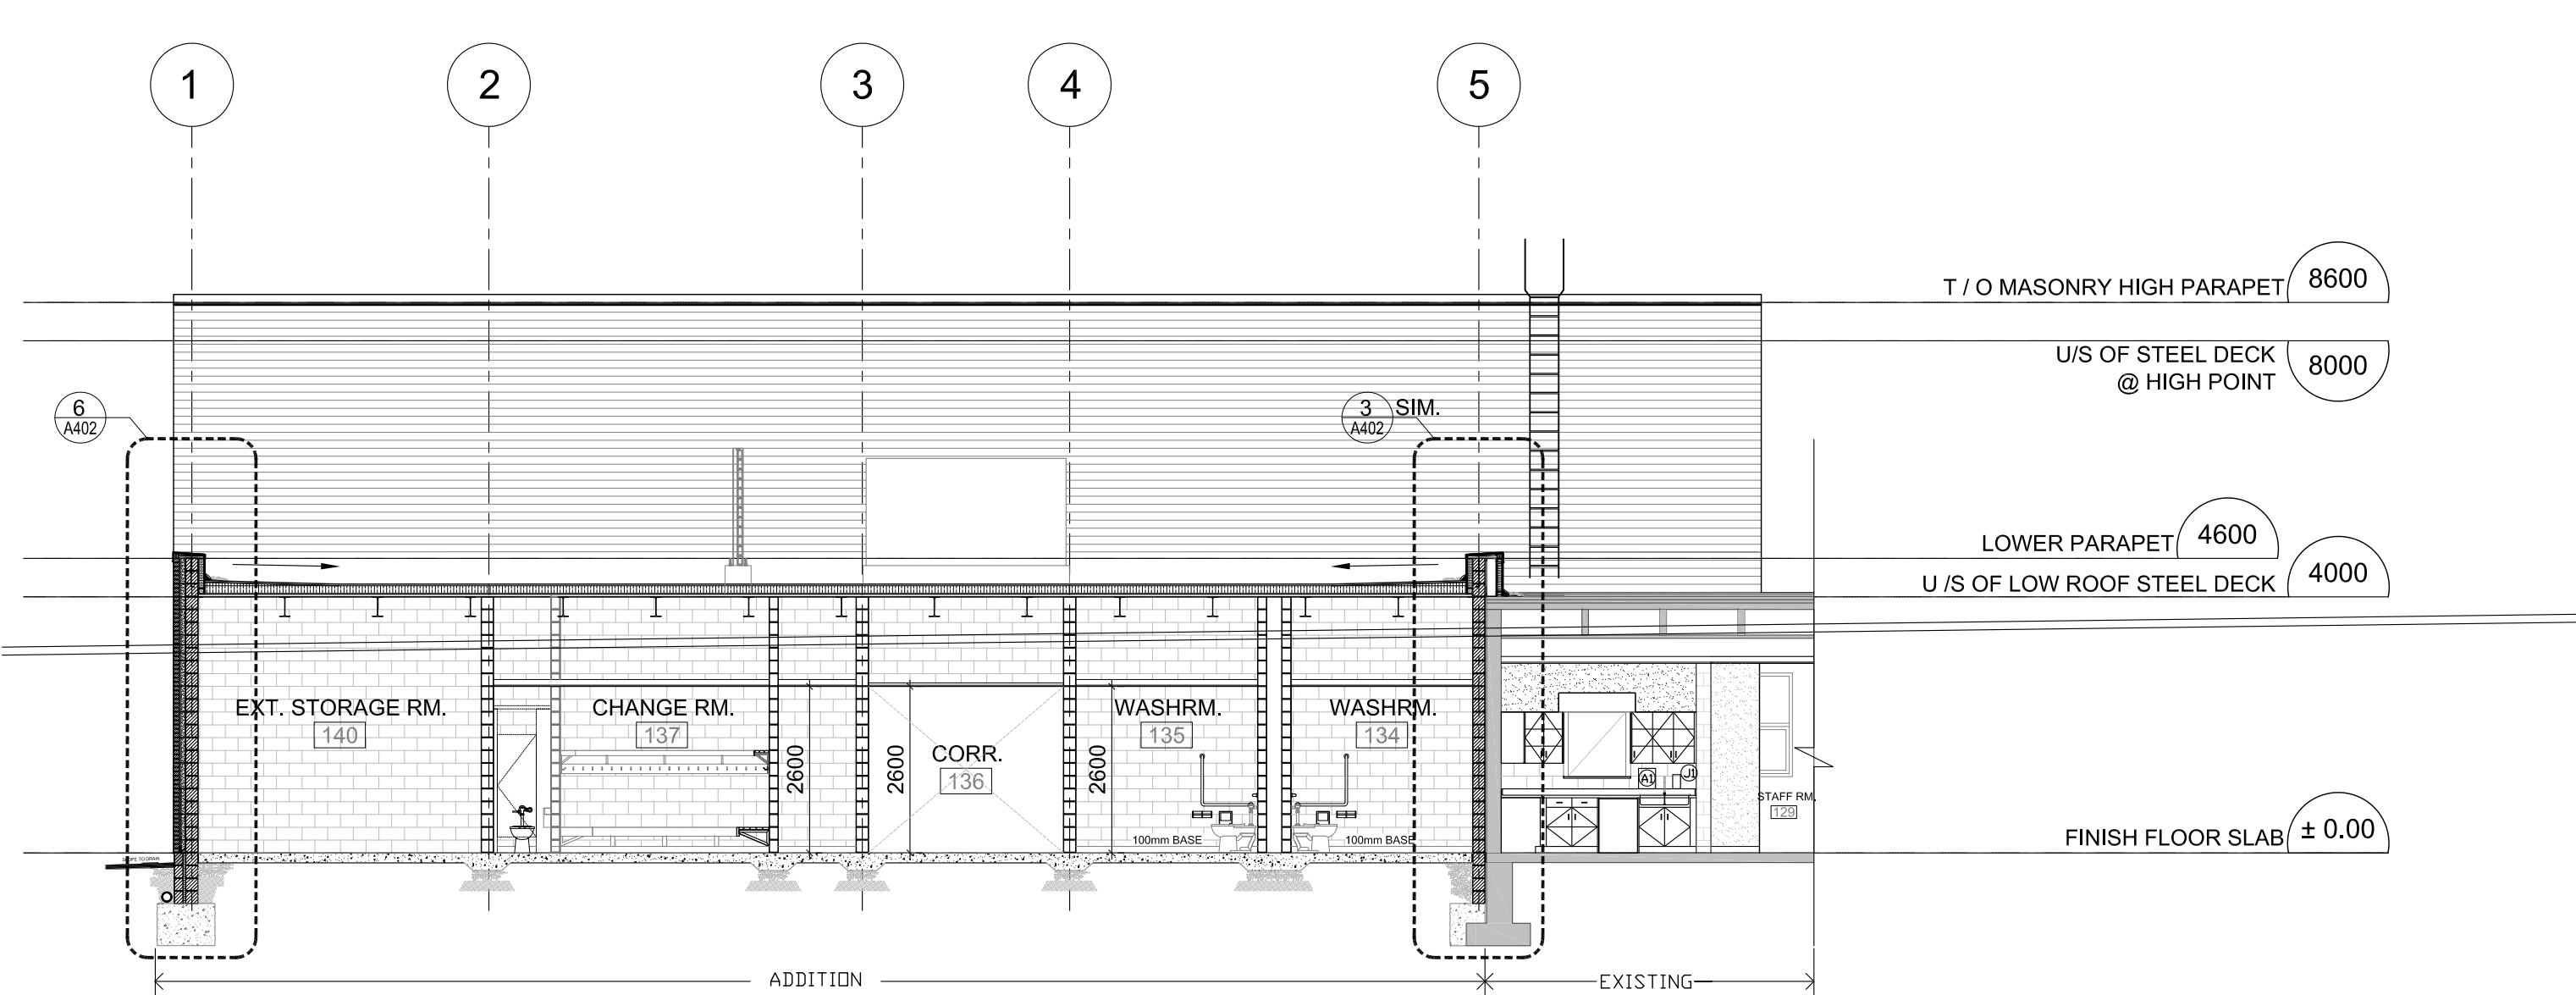 1
2
3
4
5
T / O MASONRY HIGH PARAPET
8600
U/S OF STEEL DECK
@ HIGH POINT
8000
6
A402
3
A402
SIM.
LOWER PARAPET
4600
U /S OF LOW ROOF STEEL DECK
4000
EXT. STORAGE RM.
140
CHANGE RM.
137
2600
2600
CORR.
136
2600
WASHRM.
135
WASHRM.
134
100mm BASE
100mm BASE
A1
J1
STAFF RM.
129
FINISH FLOOR SLAB
± 0.00
SLOPE TO DRAIN
ADDITION
EXISTING